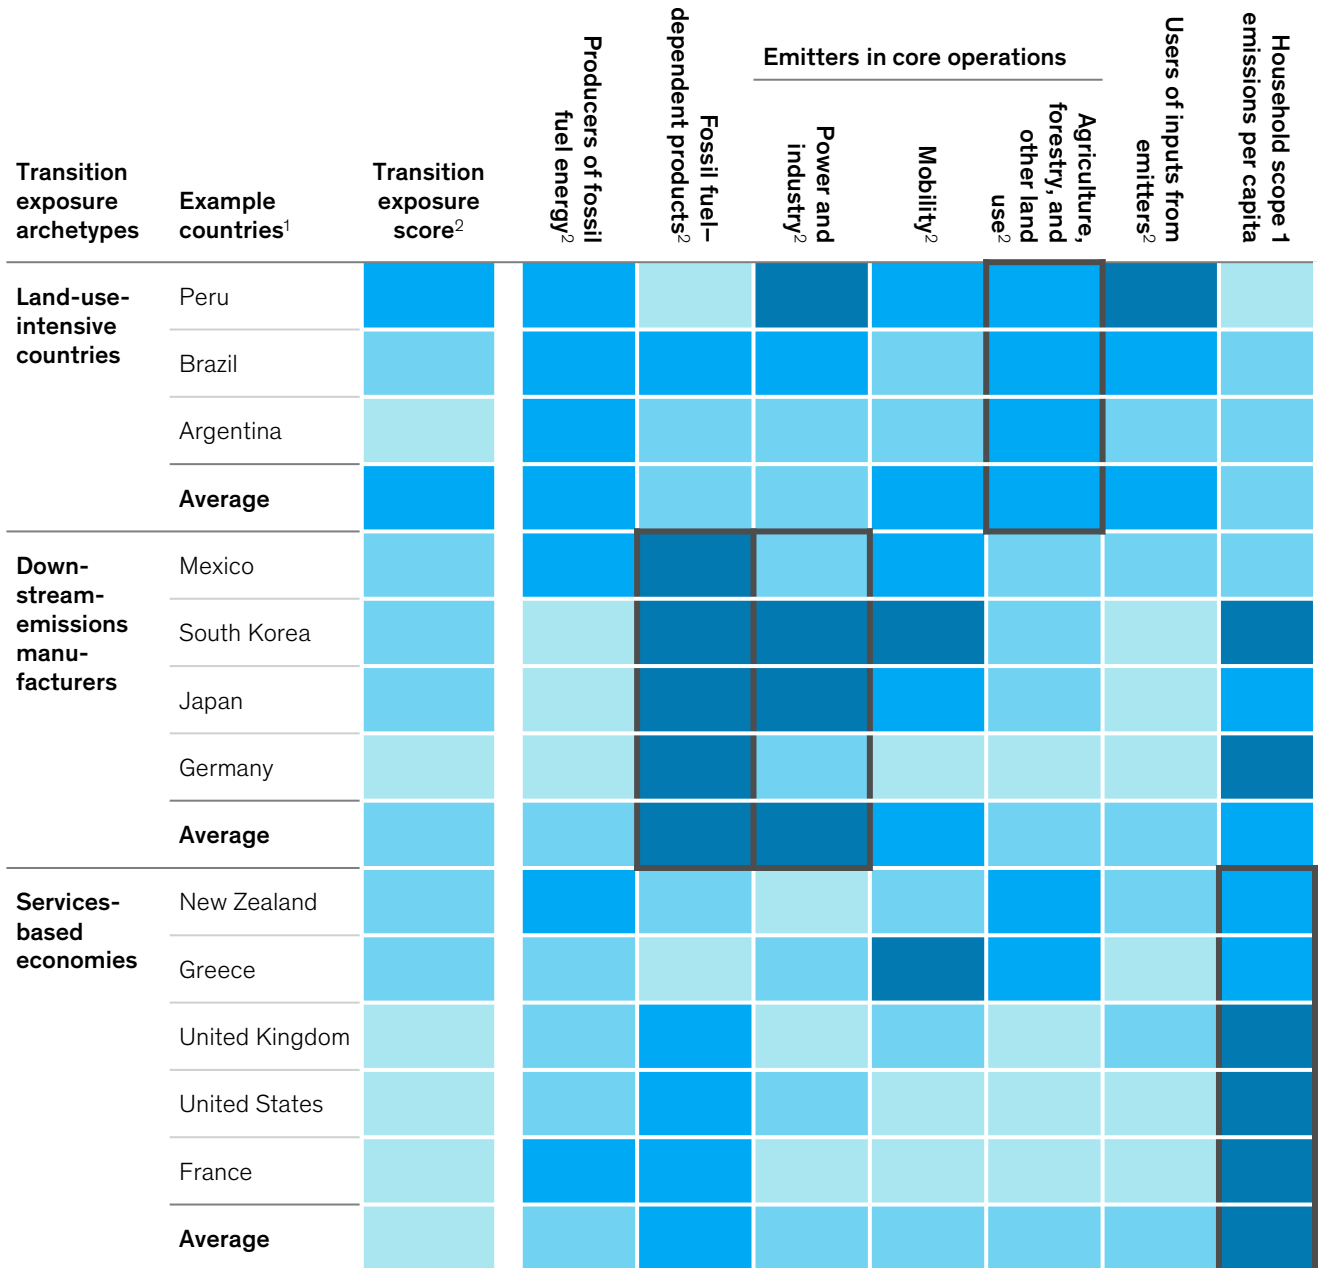 Transition
exposure
archetypes
Example
countries¹
Transition
exposure
score²
Producers of fossil
fuel energy²
Fossil fuel–
dependent products²
Emitters in core operations
Power and
industry²
Mobility²
Agriculture,
forestry, and
other land
use²
Users of inputs from
emitters²
Household scope 1
emissions per capita
Land-use-
intensive
countries
Peru
Brazil
Argentina
Average
Down-
stream-
emissions
manu-
facturers
Mexico
South Korea
Japan
Germany
Average
Services-
based
economies
New Zealand
Greece
United Kingdom
United States
France
Average